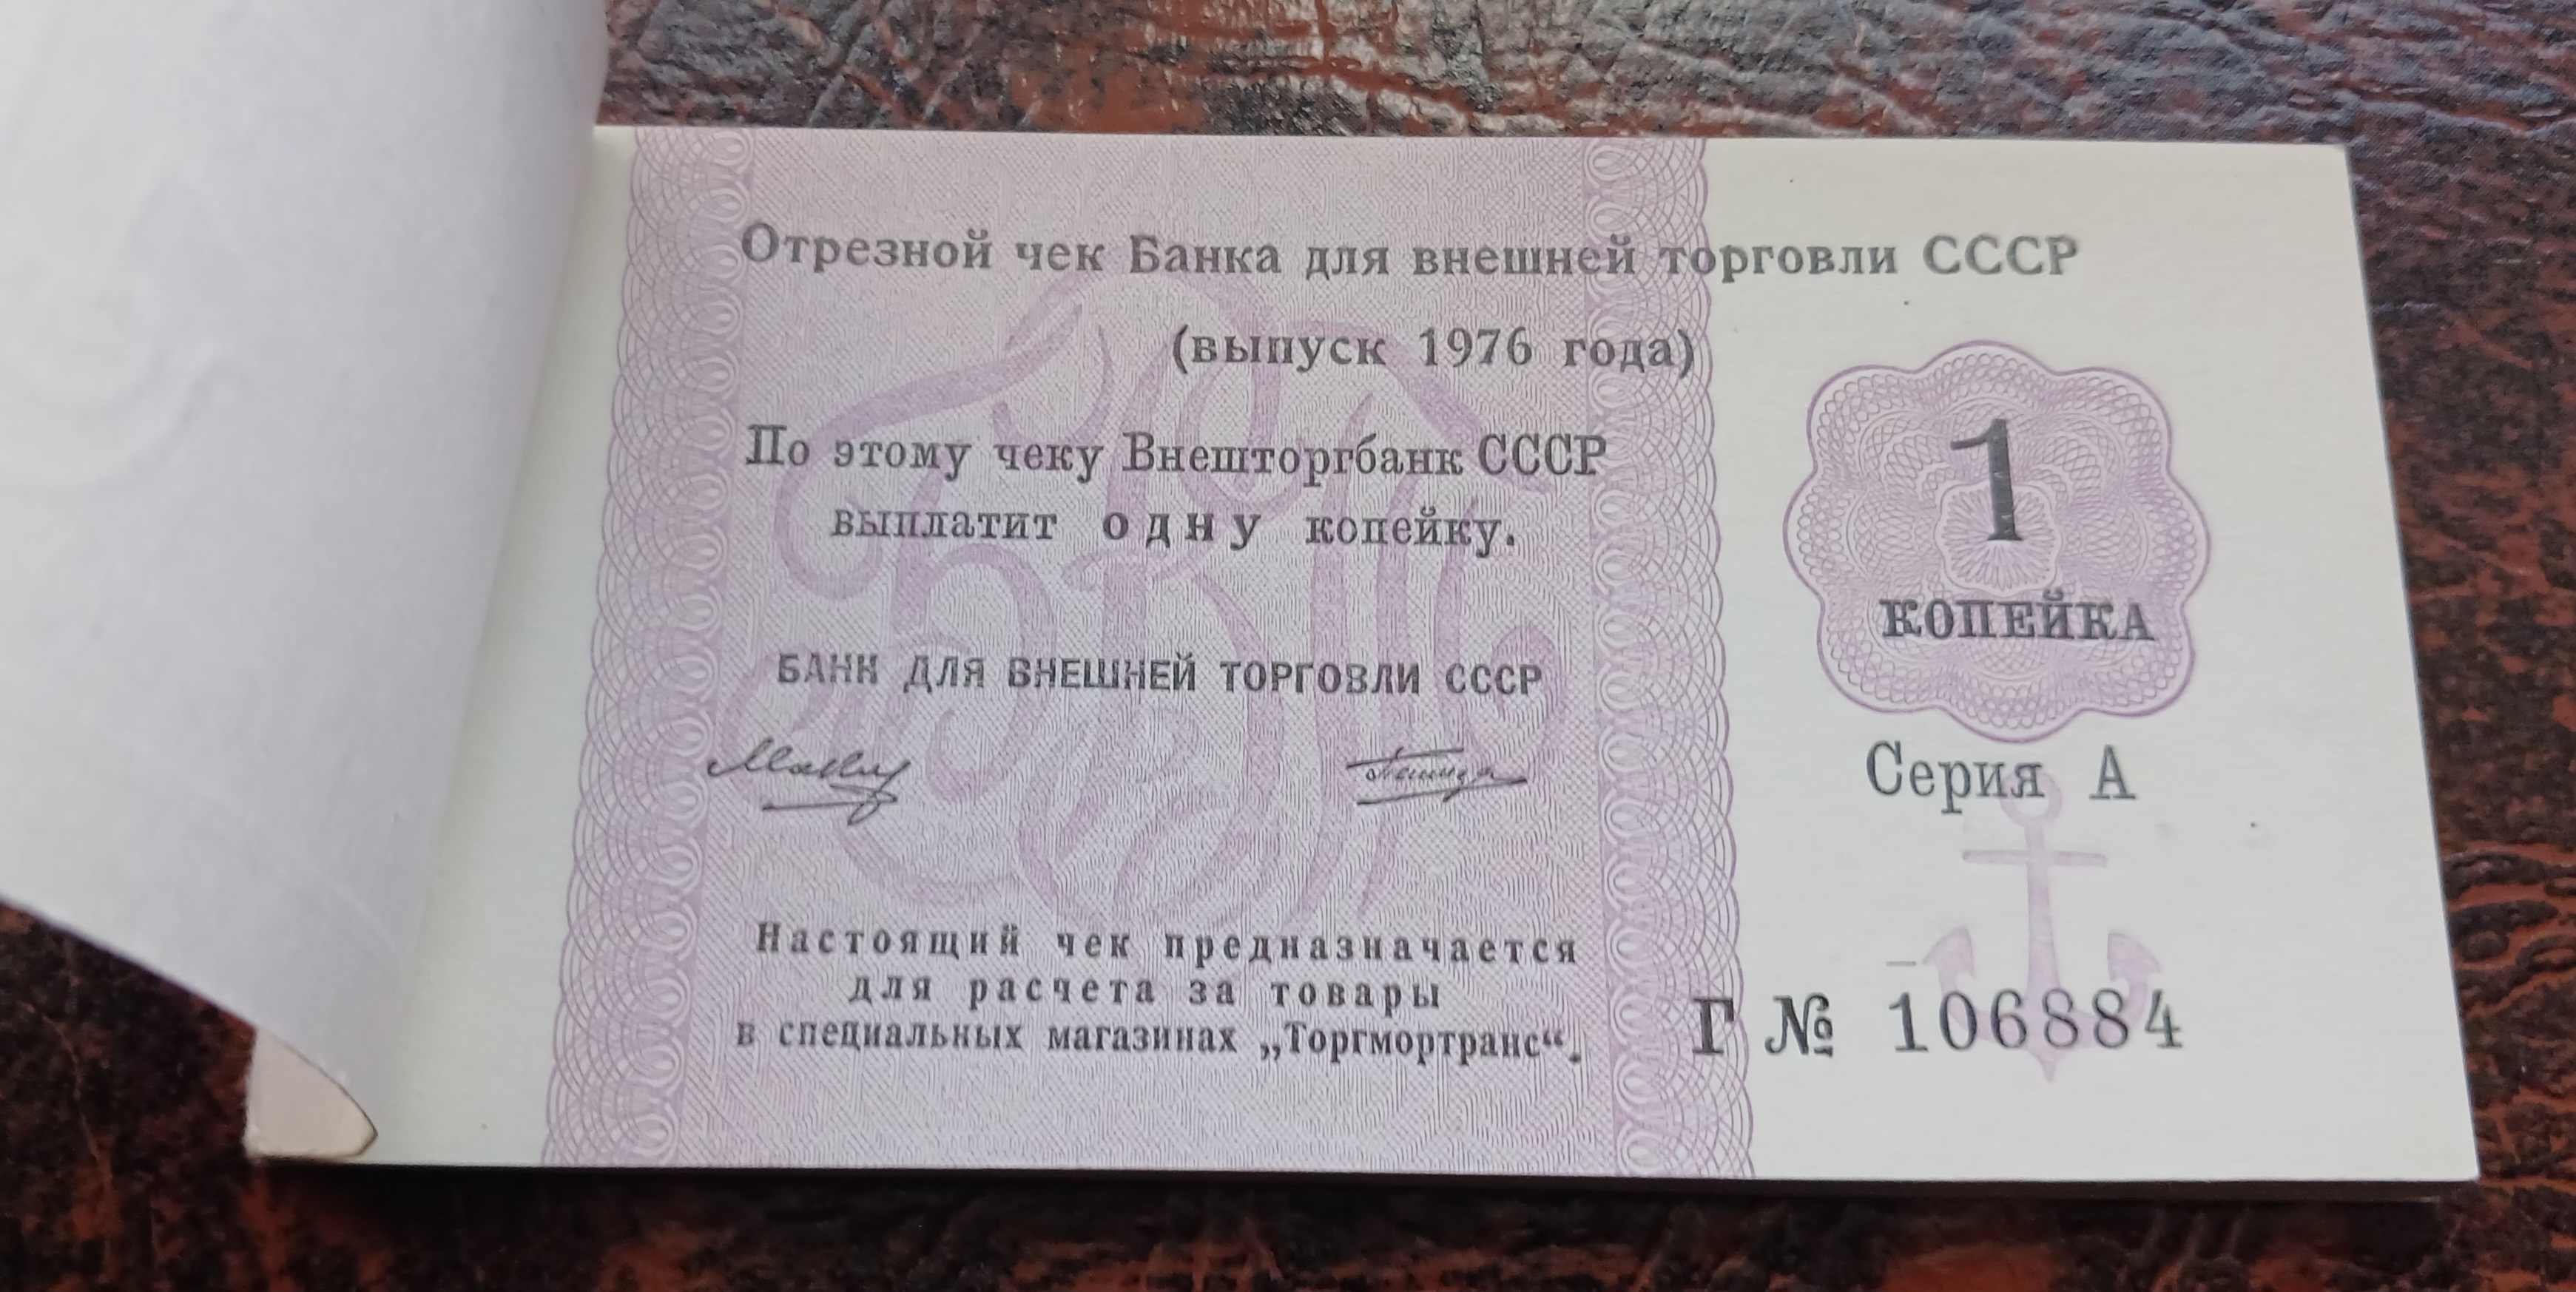 Отрезной чек Банка для внешней торговли СССР
(выпуск 1976 года)
По этому чеку Внешторгбанк СССР
выплатит одну копейку.
1
КОПЕЙКА
БАНК ДЛЯ ВНЕШНЕЙ ТОРГОВЛИ СССР
Серия А
Настоящий чек предназначается
для расчета за товары
в специальных магазинах „Торгмортранс“.
Г № 106884